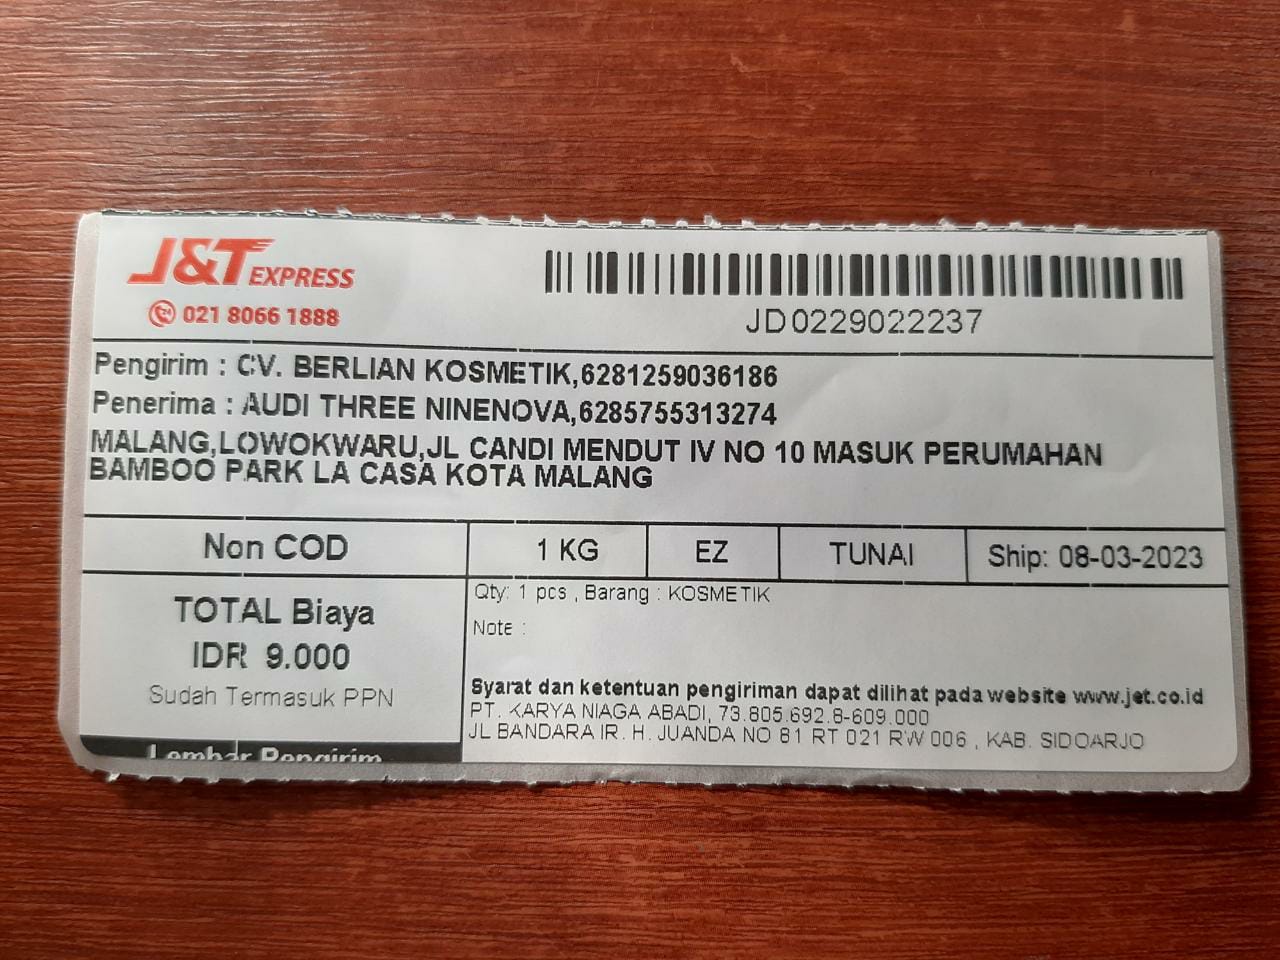 J&T EXPRESS
021 8066 1888
JD0229022237
Pengirim : CV. BERLIAN KOSMETIK,6281259036186
Penerima : AUDI THREE NINENOVA,6285755313274
MALANG,LOWOKWARU,JL CANDI MENDUT IV NO 10 MASUK PERUMAHAN
BAMBOO PARK LA CASA KOTA MALANG
Non COD
1 KG
EZ
TUNAI
Ship: 08-03-2023
TOTAL Biaya
IDR 9.000
Sudah Termasuk PPN
Lembar Pengirim
Qty: 1 pcs , Barang : KOSMETIK
Note :
Syarat dan ketentuan pengiriman dapat dilihat pada website www.jet.co.id
PT. KARYA NIAGA ABADI, 73.805.692.8-609.000
JL BANDARA IR. H. JUANDA NO 81 RT 021 RW 006 , KAB. SIDOARJO